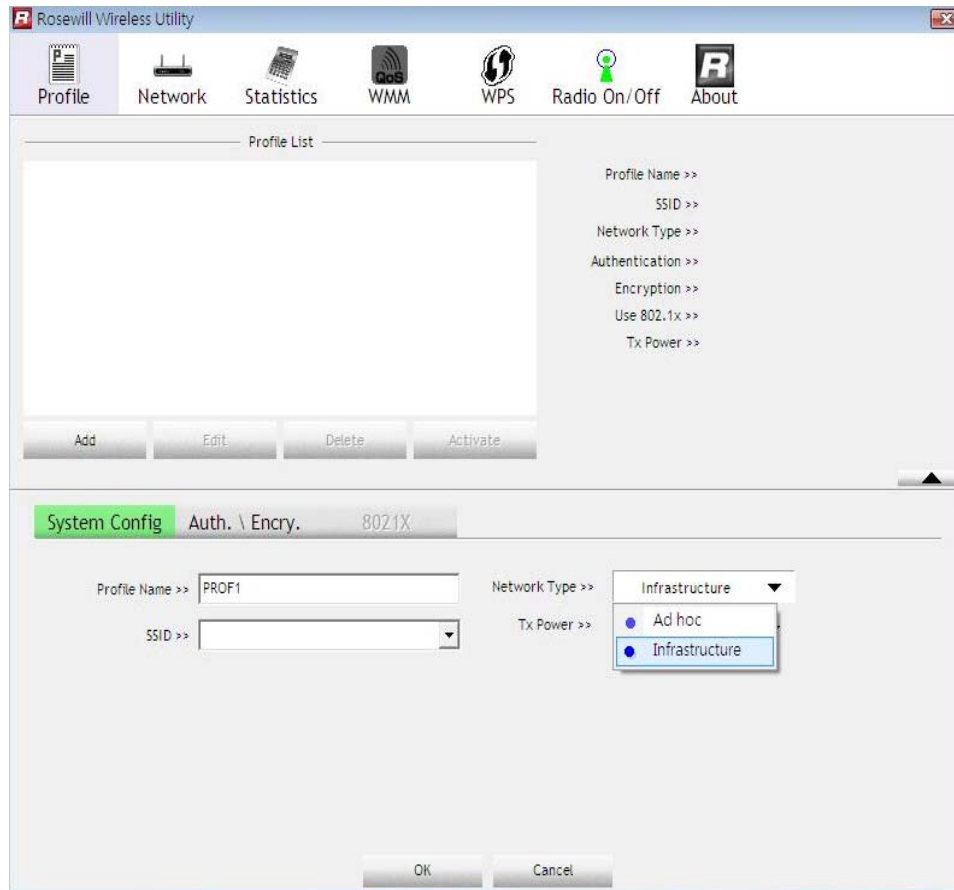 R Rosewill Wireless Utility
P
QoS
R
Profile Network Statistics WMM WPS Radio On/Off About
Profile List
Profile Name >>
SSID >>
Network Type >>
Authentication >>
Encryption >>
Use 802.1x >>
Tx Power >>
Add Edit Delete Activate
System Config Auth. \ Encry. 8021X
Profile Name >> PROF1 Network Type >> Infrastructure
SSID >> Tx Power >> Ad hoc
Infrastructure
OK Cancel